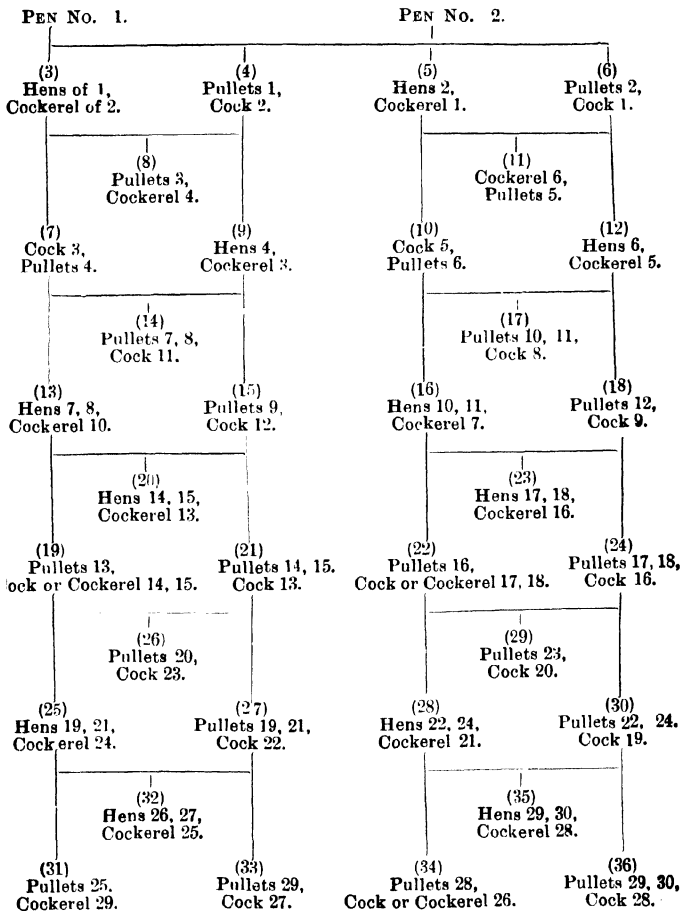 PEN NO. 1.
PEN NO. 2.
(3)
Hens of 1,
Cockerel of 2.
(4)
Pullets 1,
Cock 2.
(5)
Hens 2,
Cockerel 1.
(6)
Pullets 2,
Cock 1.
(8)
Pullets 3,
Cockerel 4.
(11)
Cockerel 6,
Pullets 5.
(7)
Cock 3,
Pullets 4.
(9)
Hens 4,
Cockerel 3.
(10)
Cock 5,
Pullets 6.
(12)
Hens 6,
Cockerel 5.
(14)
Pullets 7, 8,
Cock 11.
(17)
Pullets 10, 11,
Cock 8.
(13)
Hens 7, 8,
Cockerel 10.
(15)
Pullets 9,
Cock 12.
(16)
Hens 10, 11,
Cockerel 7.
(18)
Pullets 12,
Cock 9.
(20)
Hens 14, 15,
Cockerel 13.
(23)
Hens 17, 18,
Cockerel 16.
(19)
Pullets 13,
Cock or Cockerel 14, 15.
(21)
Pullets 14, 15.
Cock 13.
(22)
Pullets 16,
Cock or Cockerel 17, 18.
(24)
Pullets 17, 18,
Cock 16.
(26)
Pullets 20,
Cock 23.
(29)
Pullets 23,
Cock 20.
(25)
Hens 19, 21,
Cockerel 24.
(27)
Pullets 19, 21,
Cock 22.
(28)
Hens 22, 24,
Cockerel 21.
(30)
Pullets 22, 24.
Cock 19.
(32)
Hens 26, 27,
Cockerel 25.
(35)
Hens 29, 30,
Cockerel 28.
(31)
Pullets 25.
Cockerel 29.
(33)
Pullets 29,
Cock 27.
(34)
Pullets 28,
Cock or Cockerel 26.
(36)
Pullets 29, 30,
Cock 28.